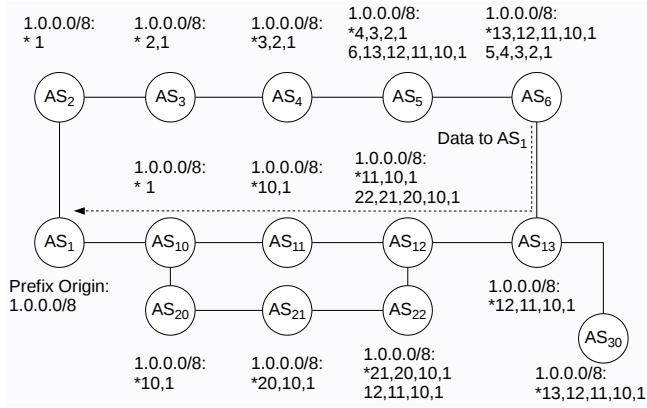 1.0.0.0/8:
* 1
1.0.0.0/8:
* 2,1
1.0.0.0/8:
*3,2,1
1.0.0.0/8:
*4,3,2,1
6,13,12,11,10,1
1.0.0.0/8:
*13,12,11,10,1
5,4,3,2,1
AS2
AS3
AS4
AS5
AS6
Data to AS1
1.0.0.0/8:
* 1
1.0.0.0/8:
*10,1
1.0.0.0/8:
*11,10,1
22,21,20,10,1
AS1
AS10
AS11
AS12
AS13
Prefix Origin:
1.0.0.0/8
AS20
AS21
AS22
1.0.0.0/8:
*12,11,10,1
AS30
1.0.0.0/8:
*10,1
1.0.0.0/8:
*20,10,1
1.0.0.0/8:
*21,20,10,1
12,11,10,1
1.0.0.0/8:
*13,12,11,10,1